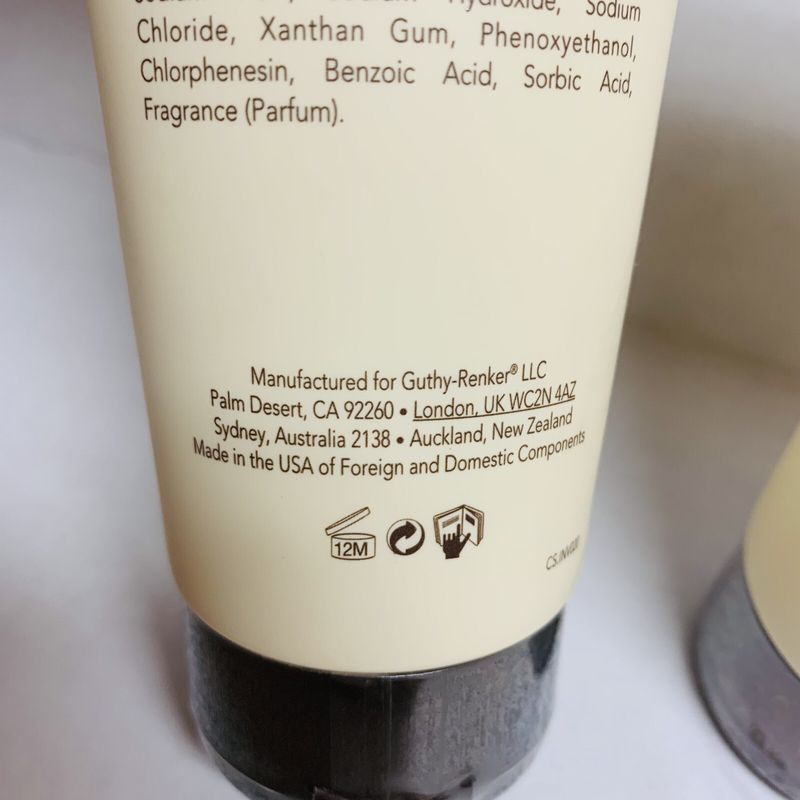 Hydroxide, Sodium
Chloride, Xanthan Gum, Phenoxyethanol,
Chlorphenesin, Benzoic Acid, Sorbic Acid,
Fragrance (Parfum).
Manufactured for Guthy-Renker® LLC
Palm Desert, CA 92260 • London, UK WC2N 4AZ
Sydney, Australia 2138 • Auckland, New Zealand
Made in the USA of Foreign and Domestic Components
12M